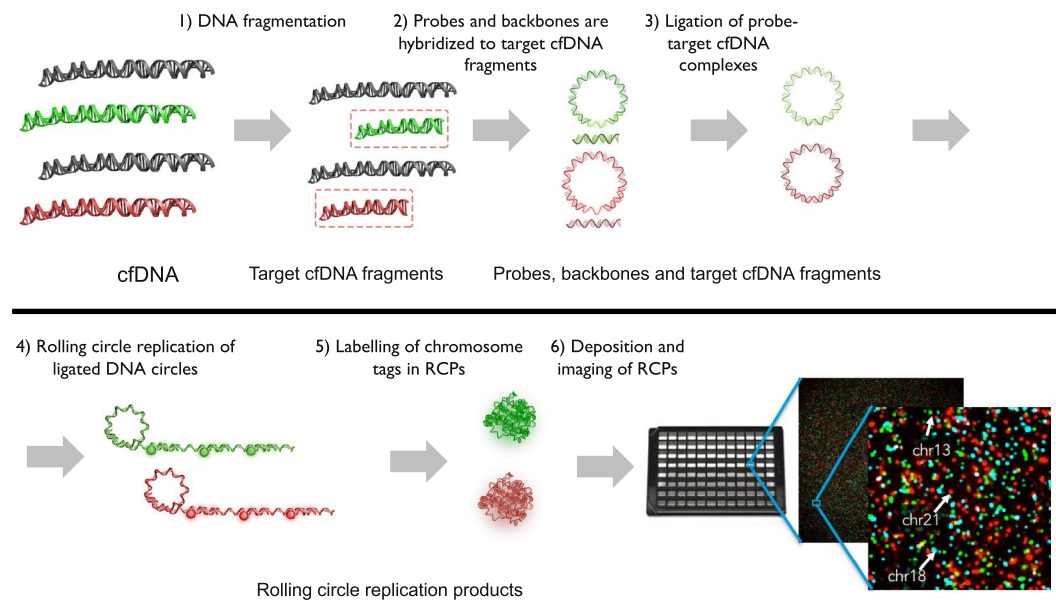 1) DNA fragmentation
2) Probes and backbones are
hybridized to target cfDNA
fragments
3) Ligation of probe-
target cfDNA
complexes
cfDNA
Target cfDNA fragments
Probes, backbones and target cfDNA fragments
4) Rolling circle replication of
ligated DNA circles
5) Labelling of chromosome
tags in RCPs
6) Deposition and
imaging of RCPs
chr13
chr21
chr18
Rolling circle replication products